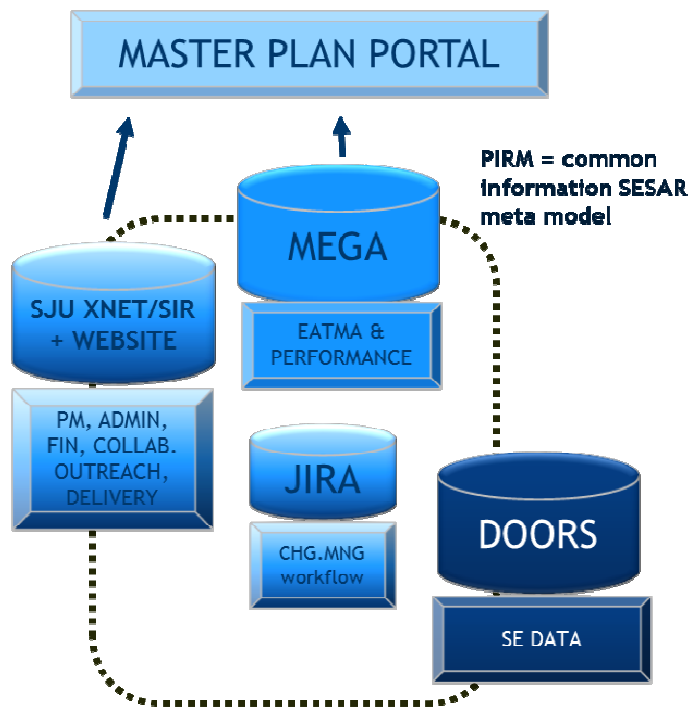 MASTER PLAN PORTAL
PIRM = common
information SESAR
meta model
MEGA
EATMA &
PERFORMANCE
SJU XNET/SIR
+ WEBSITE
PM, ADMIN,
FIN, COLLAB.
OUTREACH,
DELIVERY
JIRA
CHG.MNG
workflow
DOORS
SE DATA